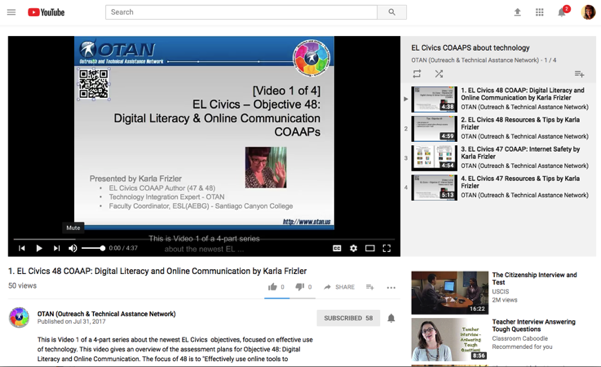 YouTube
Search
2
OTAN
Outreach and Technical Assistance Network
[Video 1 of 4]
EL Civics – Objective 48:
Digital Literacy & Online Communication
COAAPs
Presented by Karla Frizler
• EL Civics COAAP Author (47 & 48)
• Technology Integration Expert - OTAN
• Faculty Coordinator, ESL(AEBG) - Santiago Canyon College
http://www.otan.us
Mute
This is Video 1 of a 4-part series
about the newest EL ...
0:00 / 4:37
CC
EL Civics COAAPS about technology
OTAN (Outreach & Technical Asstance Network) - 1 / 4
1. EL Civics 48 COAAP: Digital Literacy and
Online Communication by Karla Frizler
OTAN (Outreach & Technical Asstance Network)
4:38
2
2. EL Civics 48 Resources & Tips by Karla
Frizler
OTAN (Outreach & Technical Asstance Network)
4:59
3
3. EL Civics 47 COAAP: Internet Safety by
Karla Frizler
OTAN (Outreach & Technical Asstance Network)
4:54
4
4. EL Civics 47 Resources & Tips by Karla
Frizler
OTAN (Outreach & Technical Asstance Network)
5:13
1. EL Civics 48 COAAP: Digital Literacy and Online Communication by Karla Frizler
50 views
0
0
SHARE
OTAN (Outreach & Technical Asstance Network)
Published on Jul 31, 2017
SUBSCRIBED 58
This is Video 1 of a 4-part series about the newest EL Civics objectives, focused on effective use
of technology. This video gives an overview of the assessment plans for Objective 48: Digital
Literacy and Online Communication. The focus of 48 is to "Effectively use online tools to
The Citizenship Interview and
Test
USCIS
2M views
16:22
Teacher Interview Answering
Tough Questions
Classroom Caboodle
Recommended for you
Teacher
Interview -
Answering
Tough
Questions
8:56